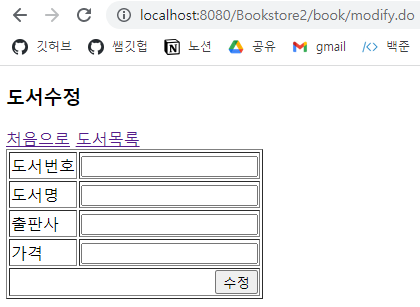 localhost:8080/Bookstore2/book/modify.do
깃허브 쌤깃헙 노션 공유 gmail 백준
도서수정
처음으로 도서목록
도서번호
도서명
출판사
가격
수정